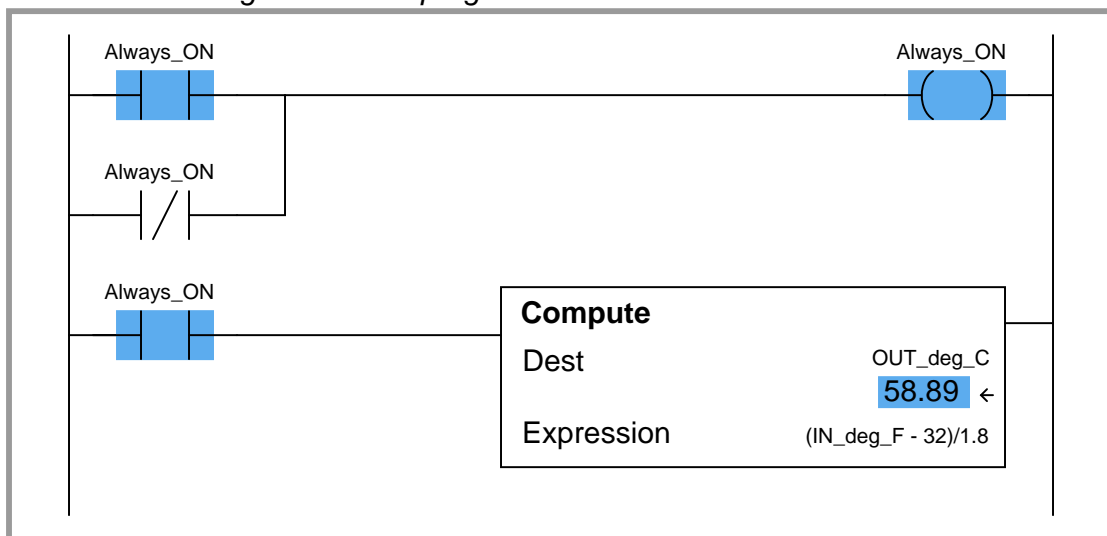 Always_ON Always_ON
Always_ON
Always_ON
Compute
Dest OUT_deg_C
58.89 ←
Expression (IN_deg_F - 32)/1.8